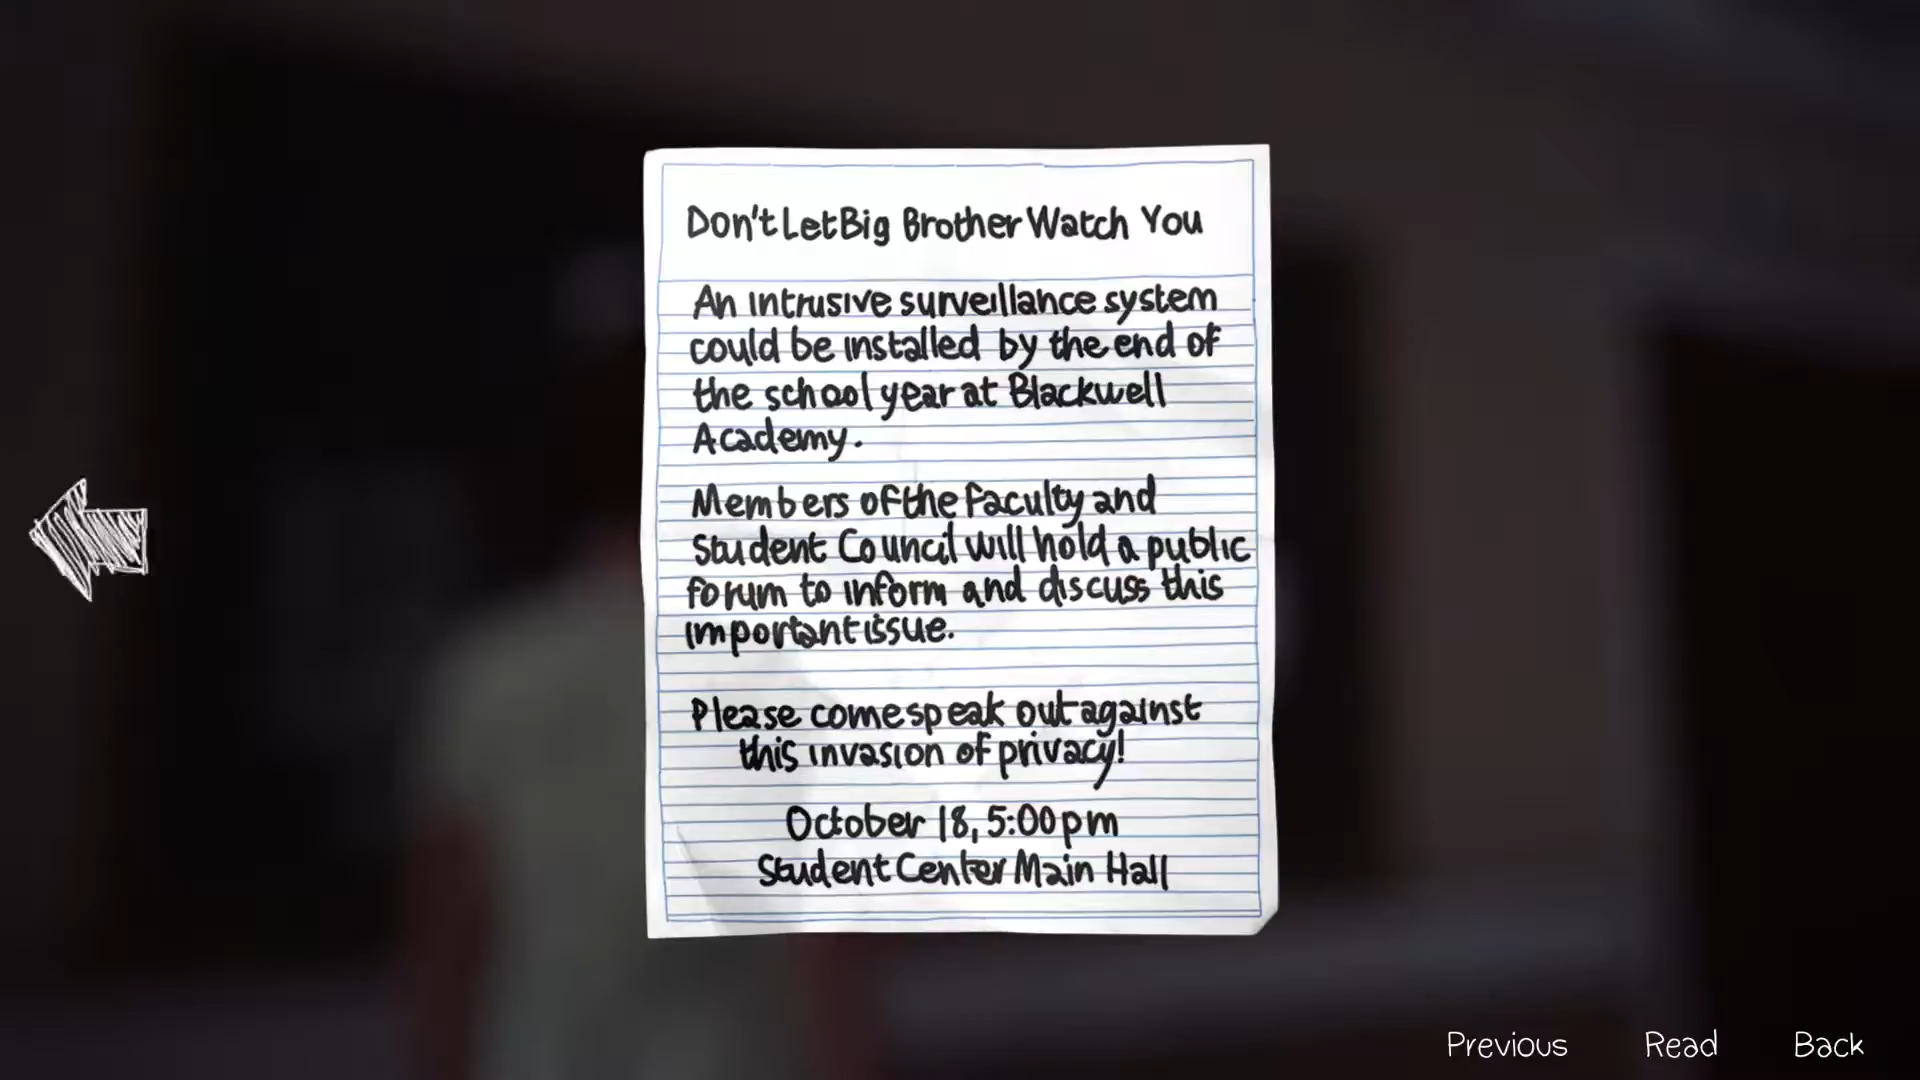 Don't Let Big Brother Watch You
An intrusive surveillance system
could be installed by the end of
the school year at Blackwell
Academy.
Members of the faculty and
Student Council will hold a public
forum to inform and discuss this
important issue.
Please come speak out against
this invasion of privacy!
October 18, 5:00pm
Student Center Main Hall
Previous Read Back